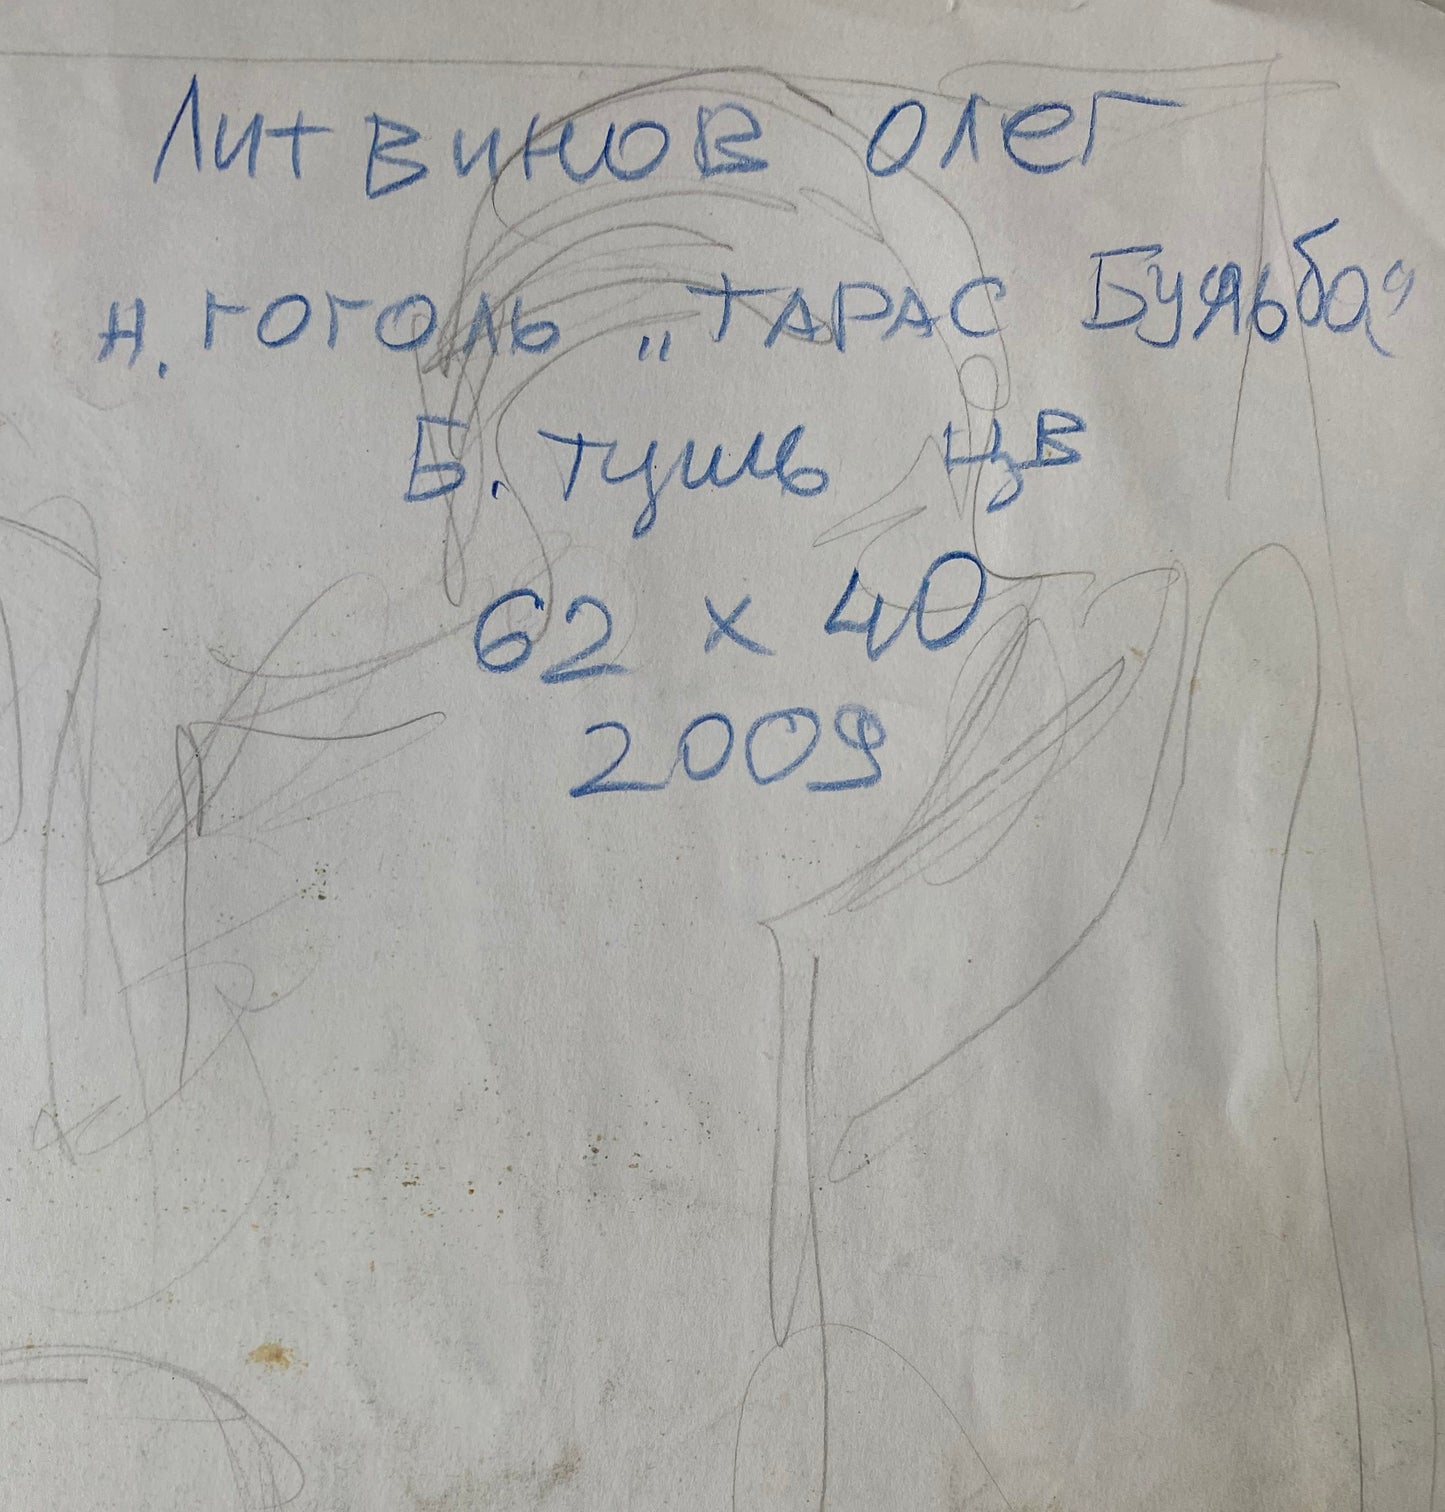 Литвинов Олег
Н. Гоголь „Тарас Бульба"
Б. тушь цв
62 х 40
2009